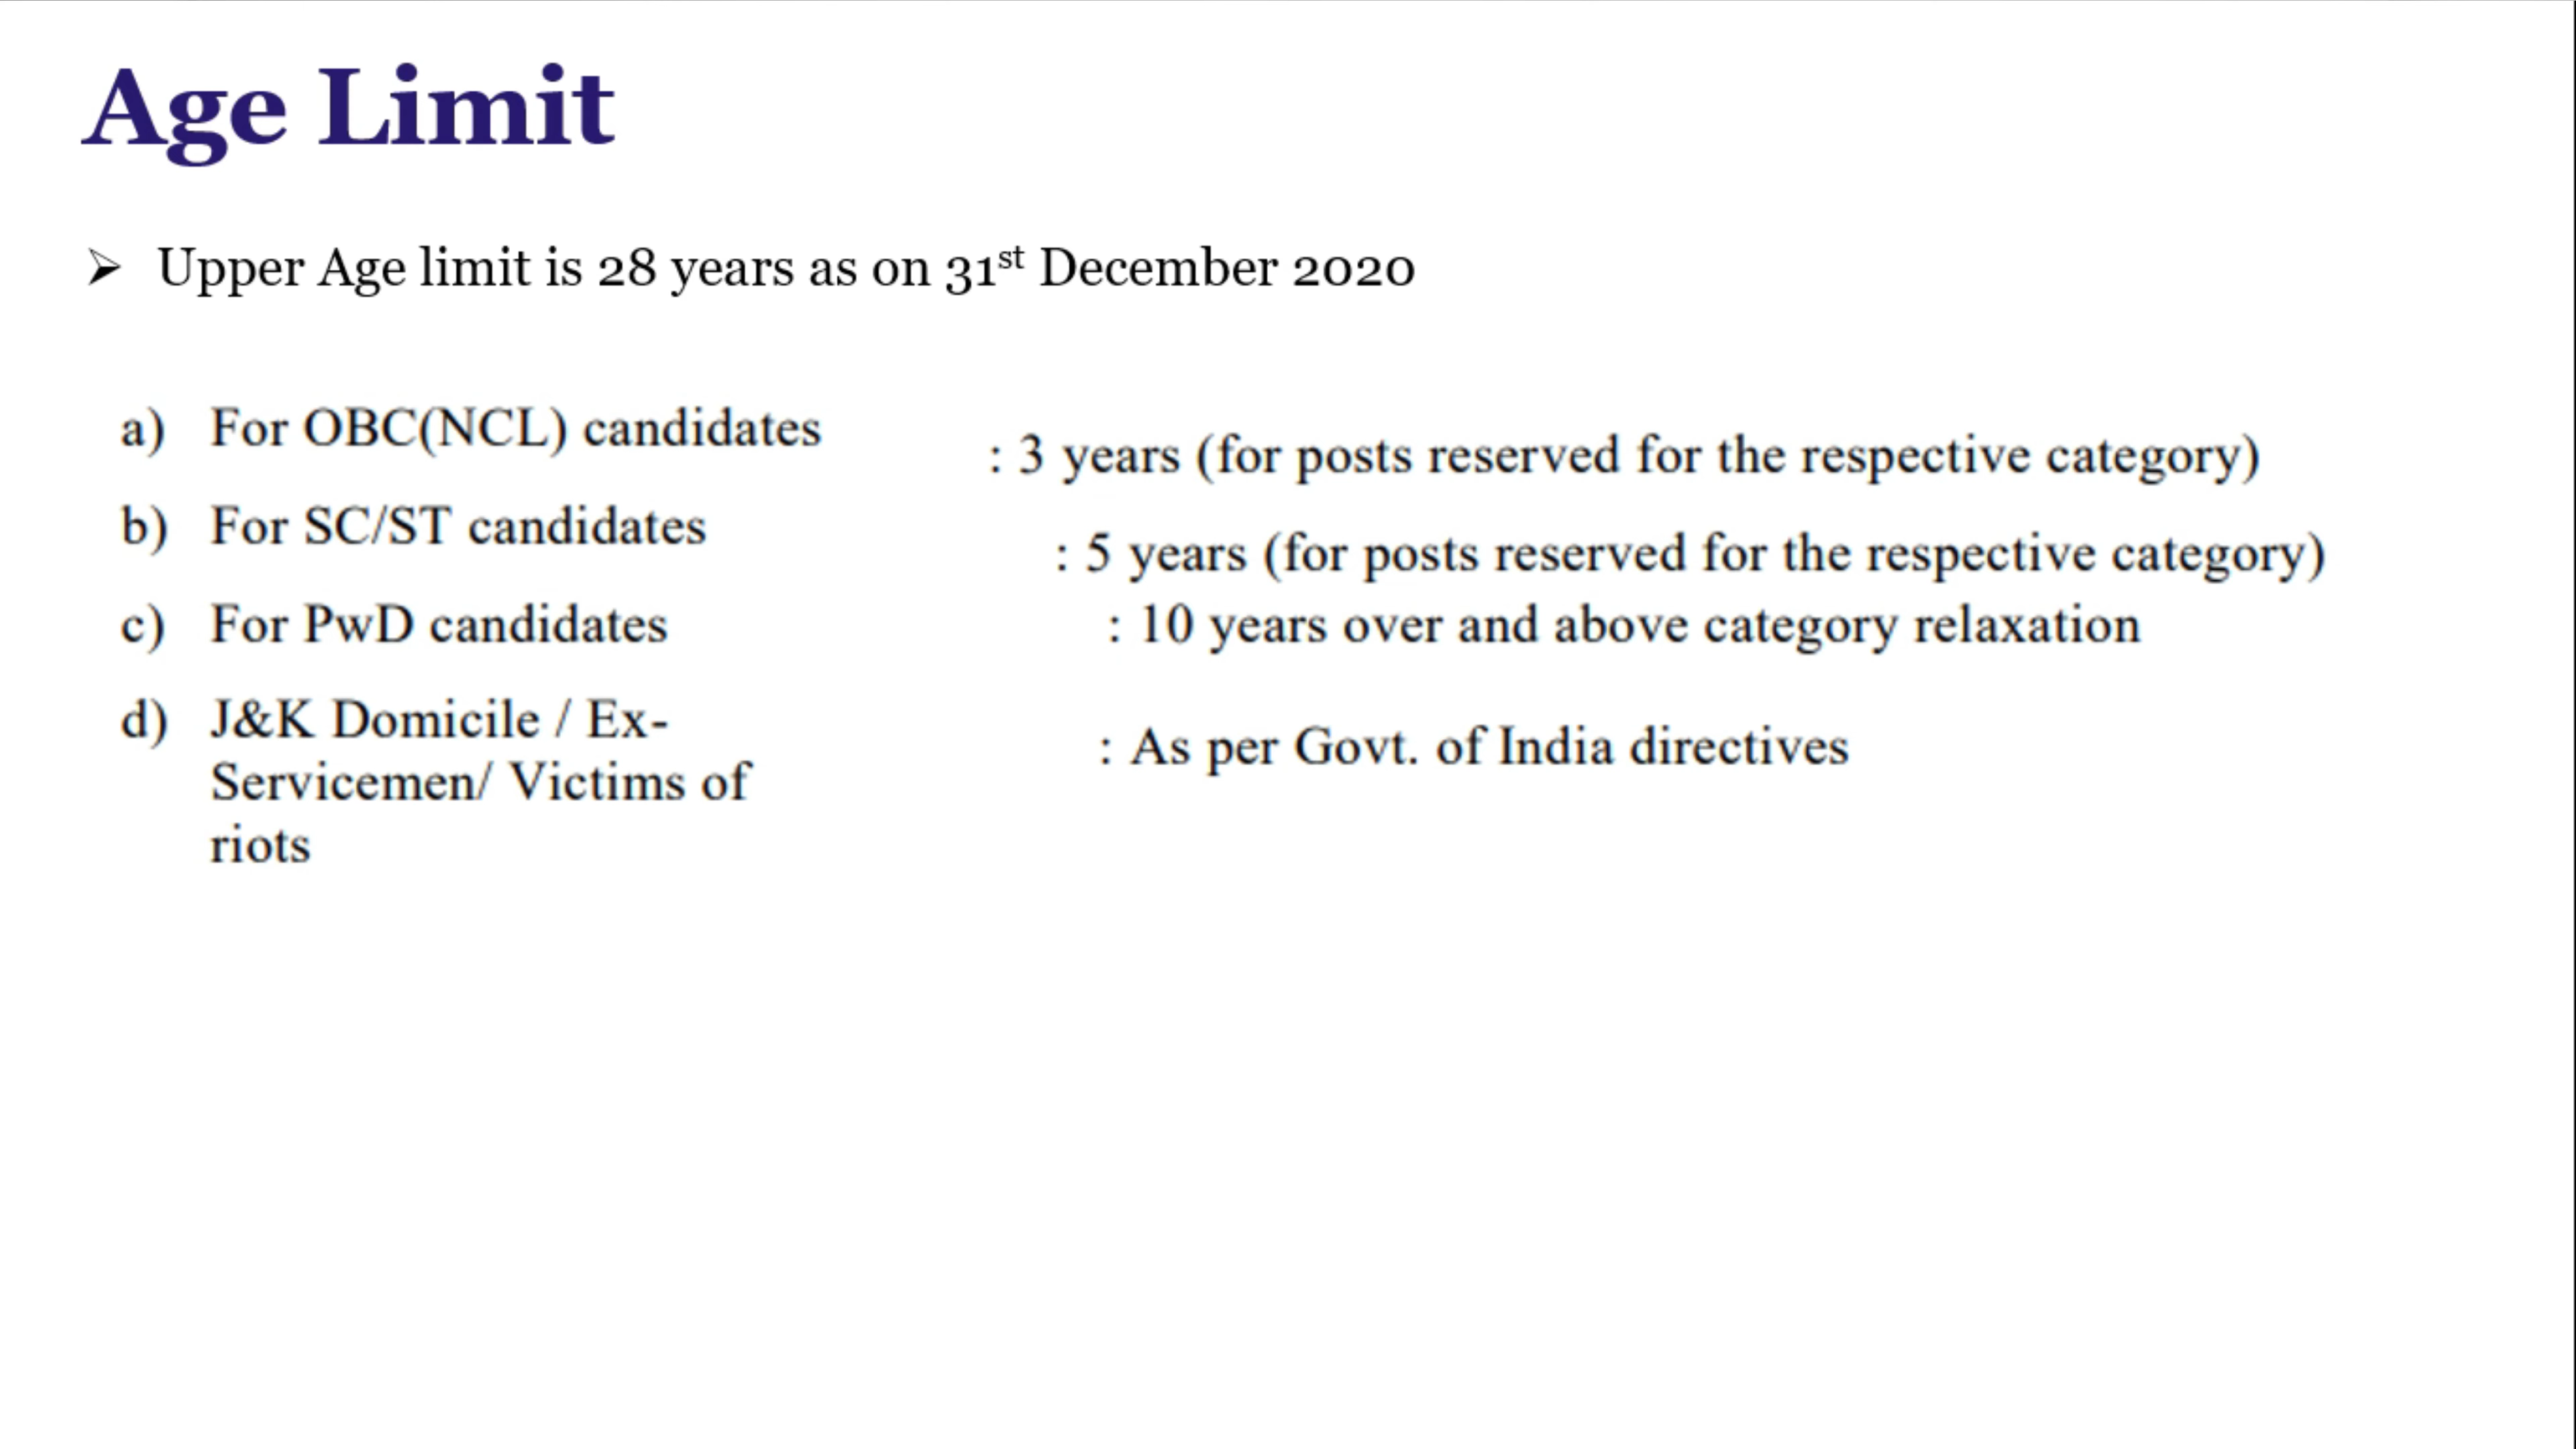 Age Limit
➢ Upper Age limit is 28 years as on 31st December 2020
a) For OBC(NCL) candidates : 3 years (for posts reserved for the respective category)
b) For SC/ST candidates : 5 years (for posts reserved for the respective category)
c) For PwD candidates : 10 years over and above category relaxation
d) J&K Domicile / Ex- : As per Govt. of India directives
Servicemen/ Victims of
riots